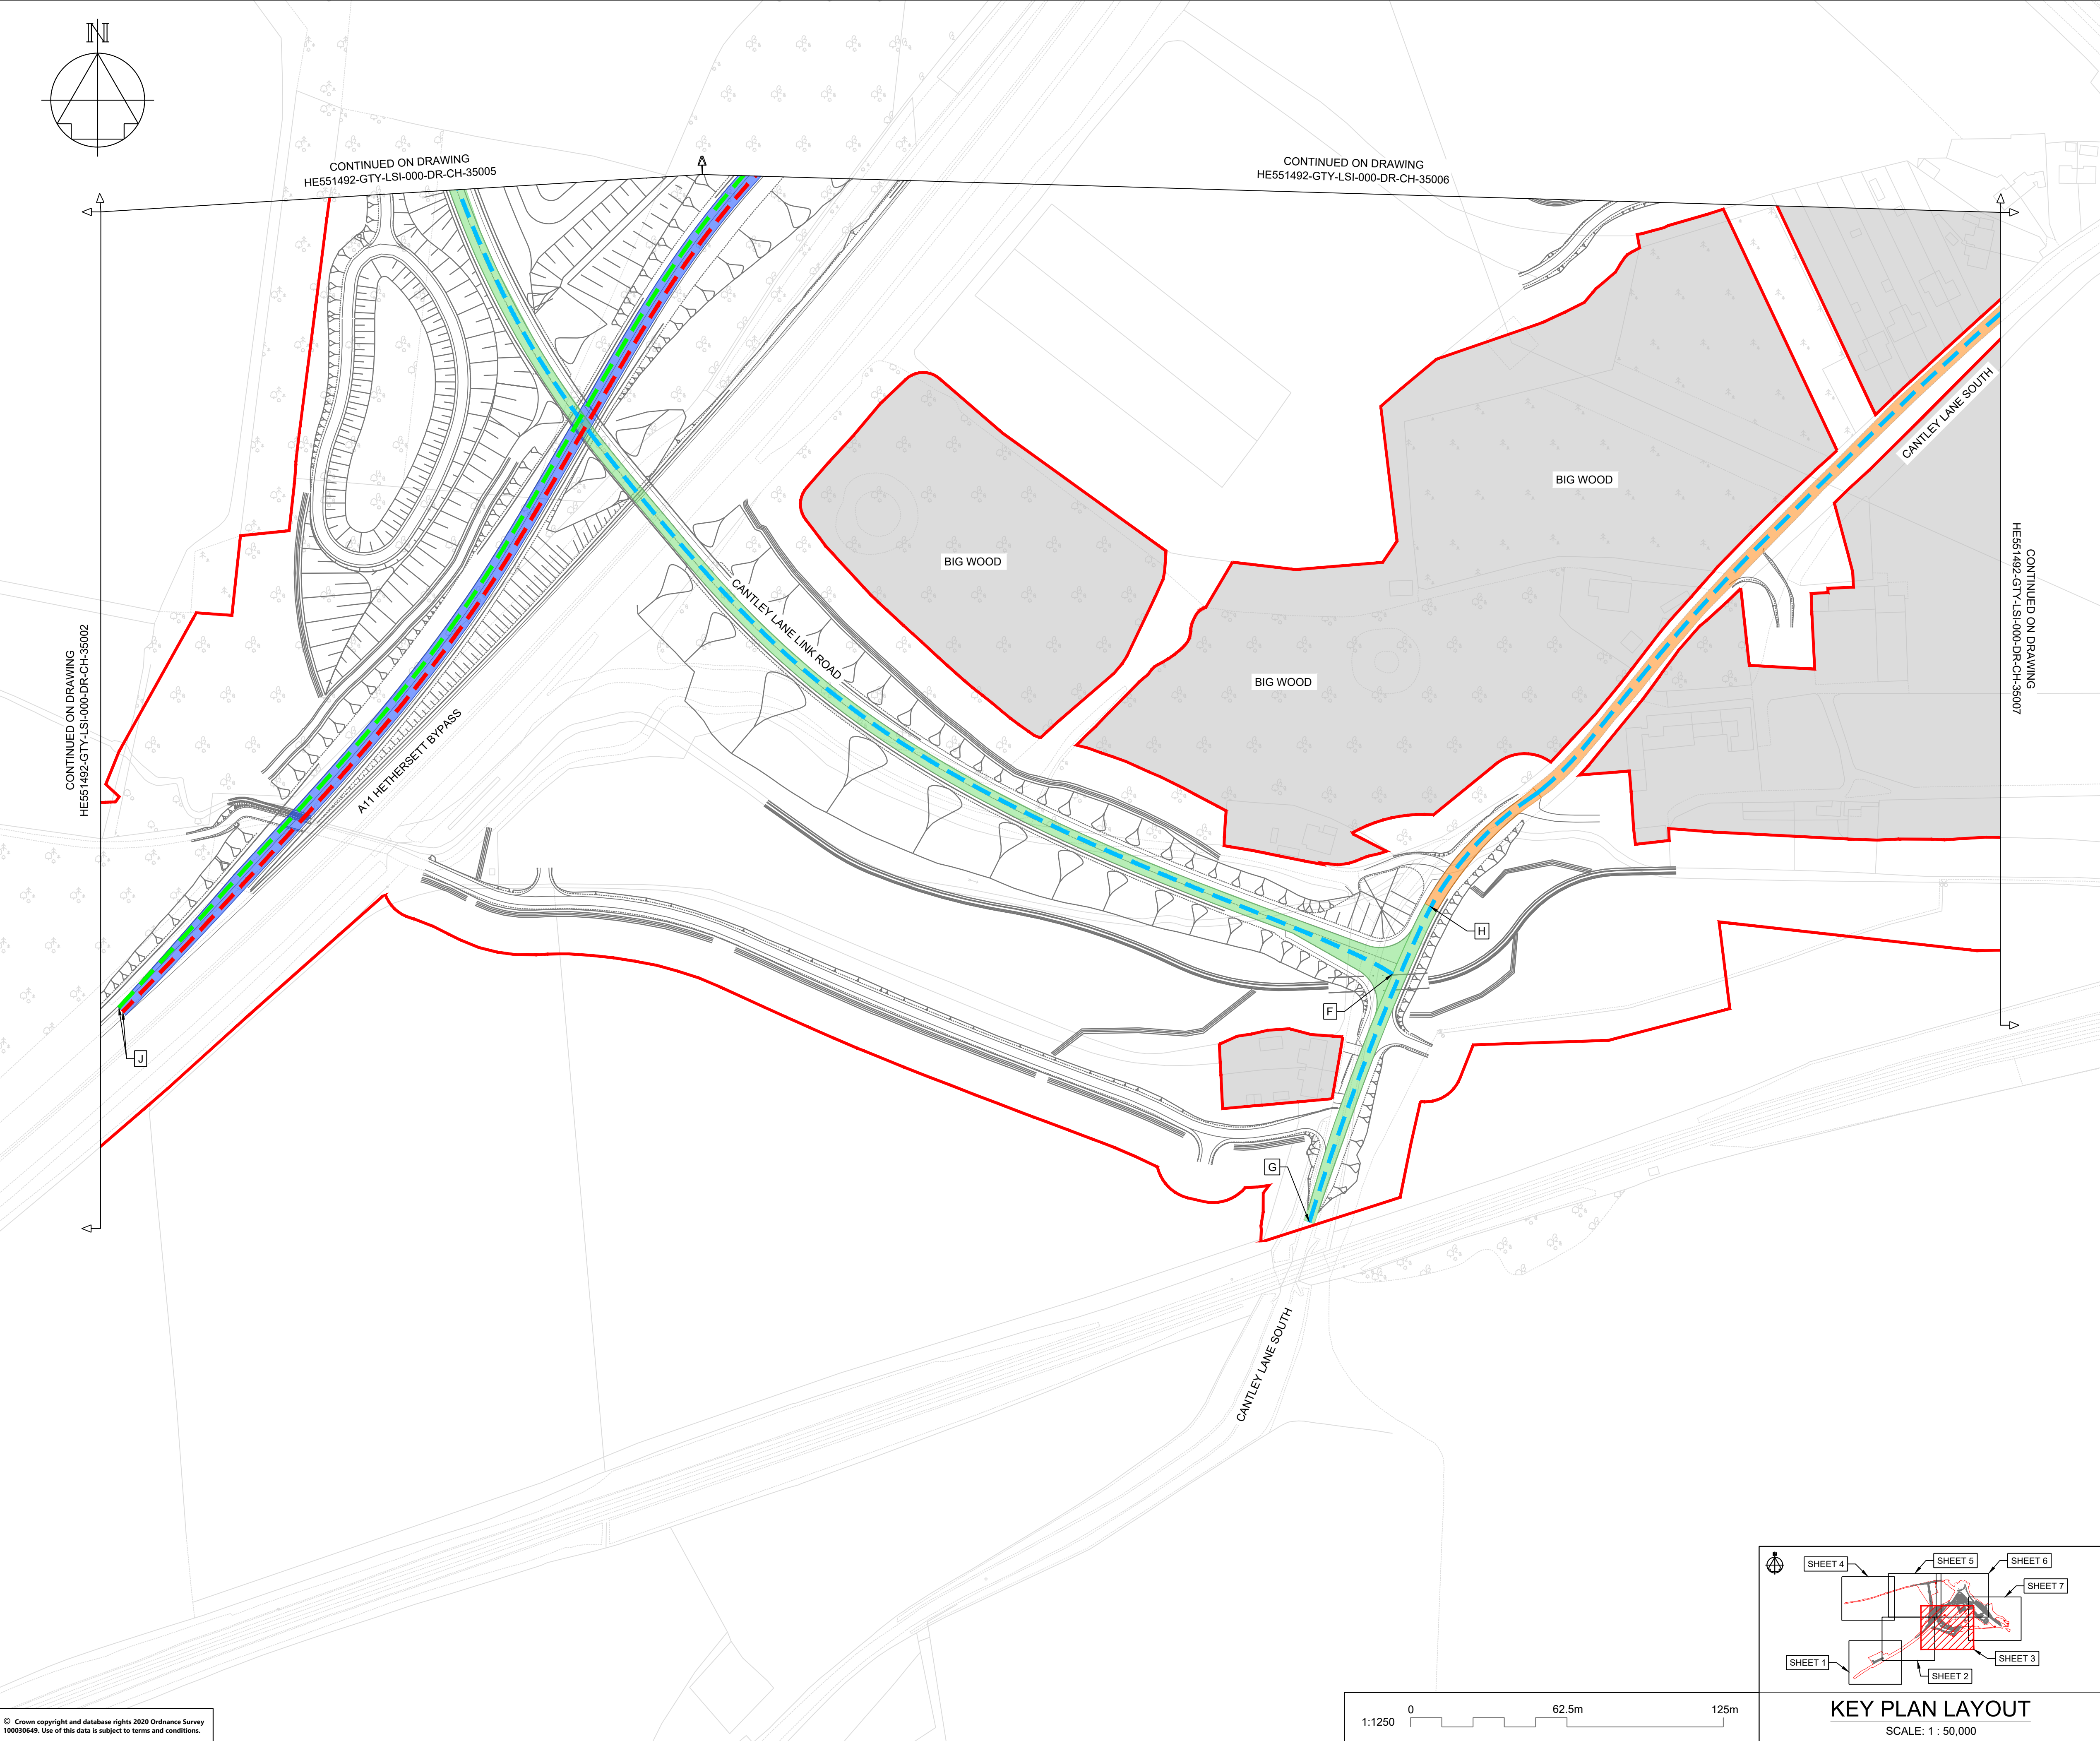 N
CONTINUED ON DRAWING
HE551492-GTY-LSI-000-DR-CH-35005
CONTINUED ON DRAWING
HE551492-GTY-LSI-000-DR-CH-35006
CANTLEY LANE SOUTH
BIG WOOD
BIG WOOD
BIG WOOD
CANTLEY LANE LINK ROAD
CONTINUED ON DRAWING
HE551492-GTY-LSI-000-DR-CH-35002
CONTINUED ON DRAWING
HE551492-GTY-LSI-000-DR-CH-35007
A11 HETHERSETT BYPASS
H
F
J
G
CANTLEY LANE SOUTH
SHEET 4
SHEET 5
SHEET 6
SHEET 7
SHEET 1
SHEET 2
SHEET 3
KEY PLAN LAYOUT
SCALE: 1 : 50,000
1:1250
0
62.5m
125m
© Crown copyright and database rights 2020 Ordnance Survey
100030649. Use of this data is subject to terms and conditions.